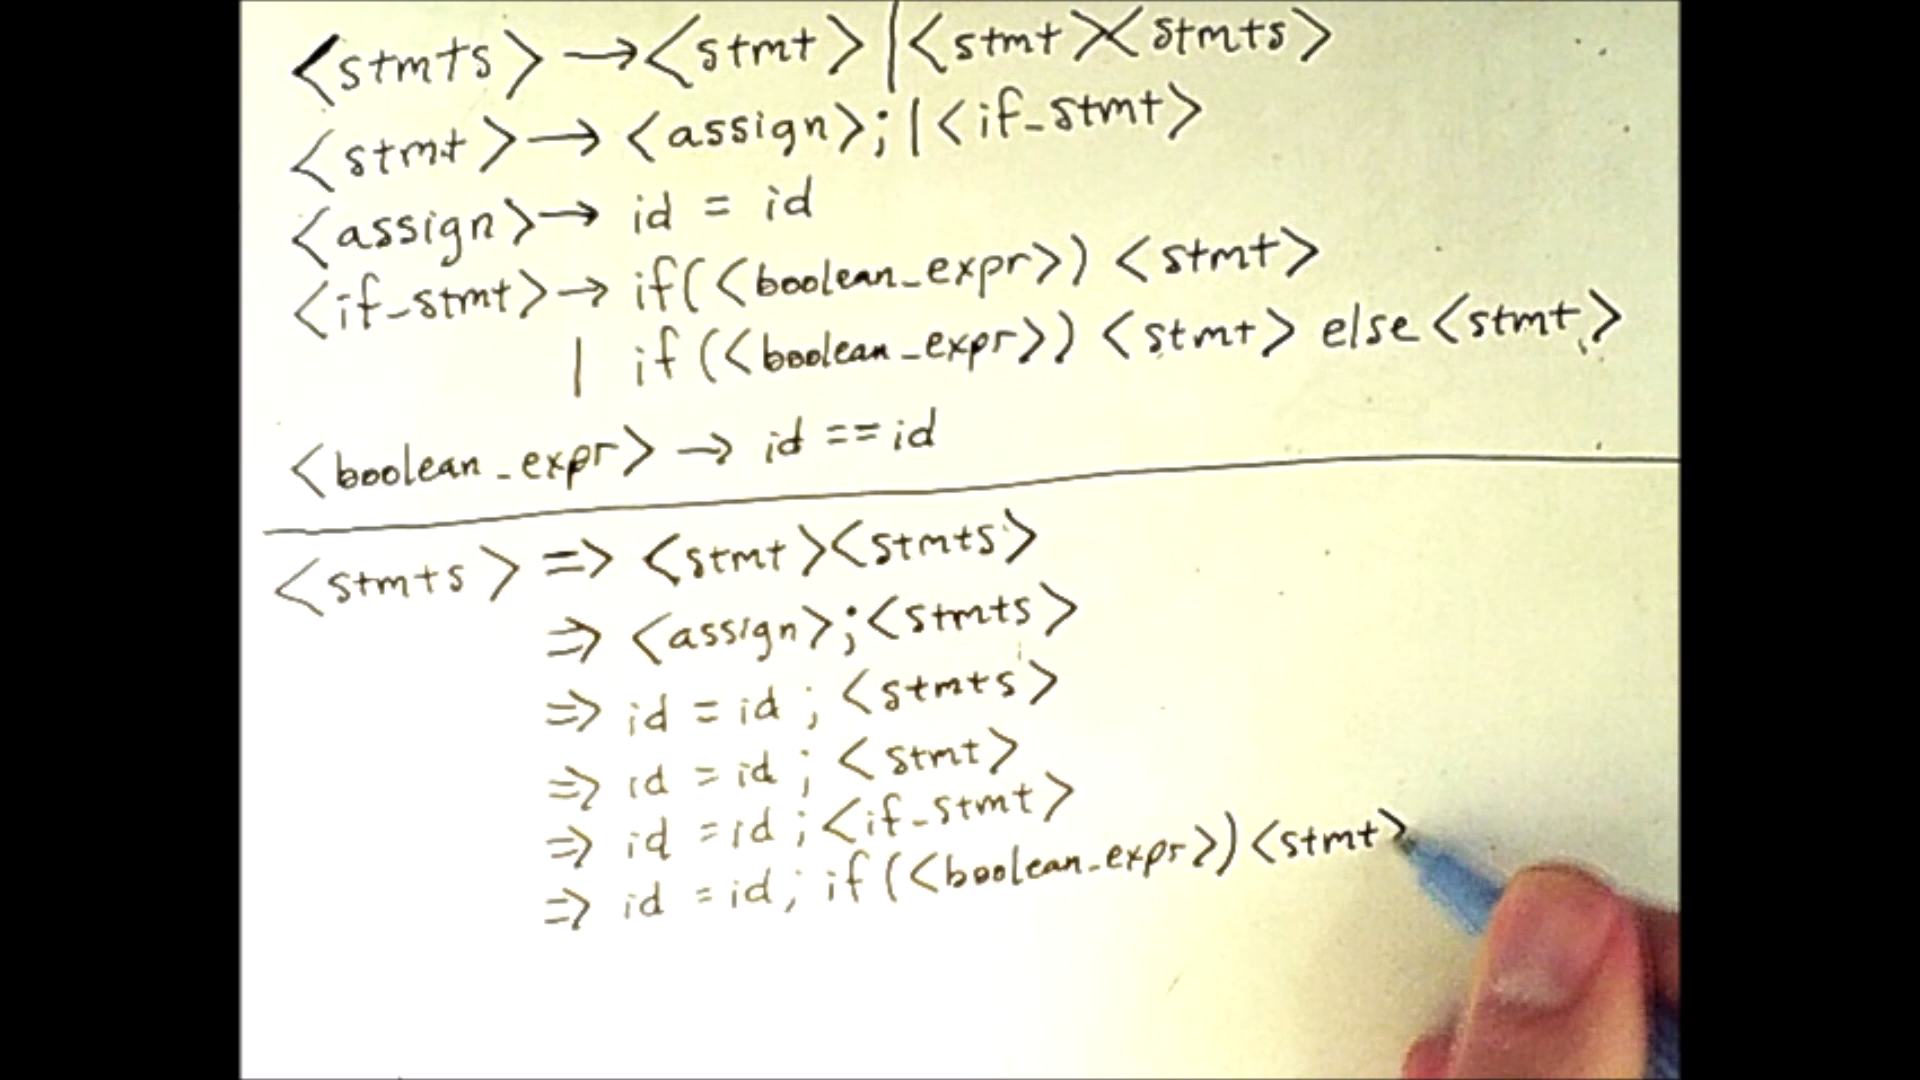 <stmts> → <stmt> | <stmt><stmts>
<stmt> → <assign>; | <if_stmt>
<assign> → id = id
<if_stmt> → if(<boolean_expr>) <stmt>
| if (<boolean_expr>) <stmt> else <stmt>
<boolean_expr> → id == id
<stmts> => <stmt><stmts>
=> <assign>;<stmts>
=> id = id ; <stmts>
=> id = id ; <stmt>
=> id = id ; <if_stmt>
=> id = id; if (<boolean_expr>) <stmt>